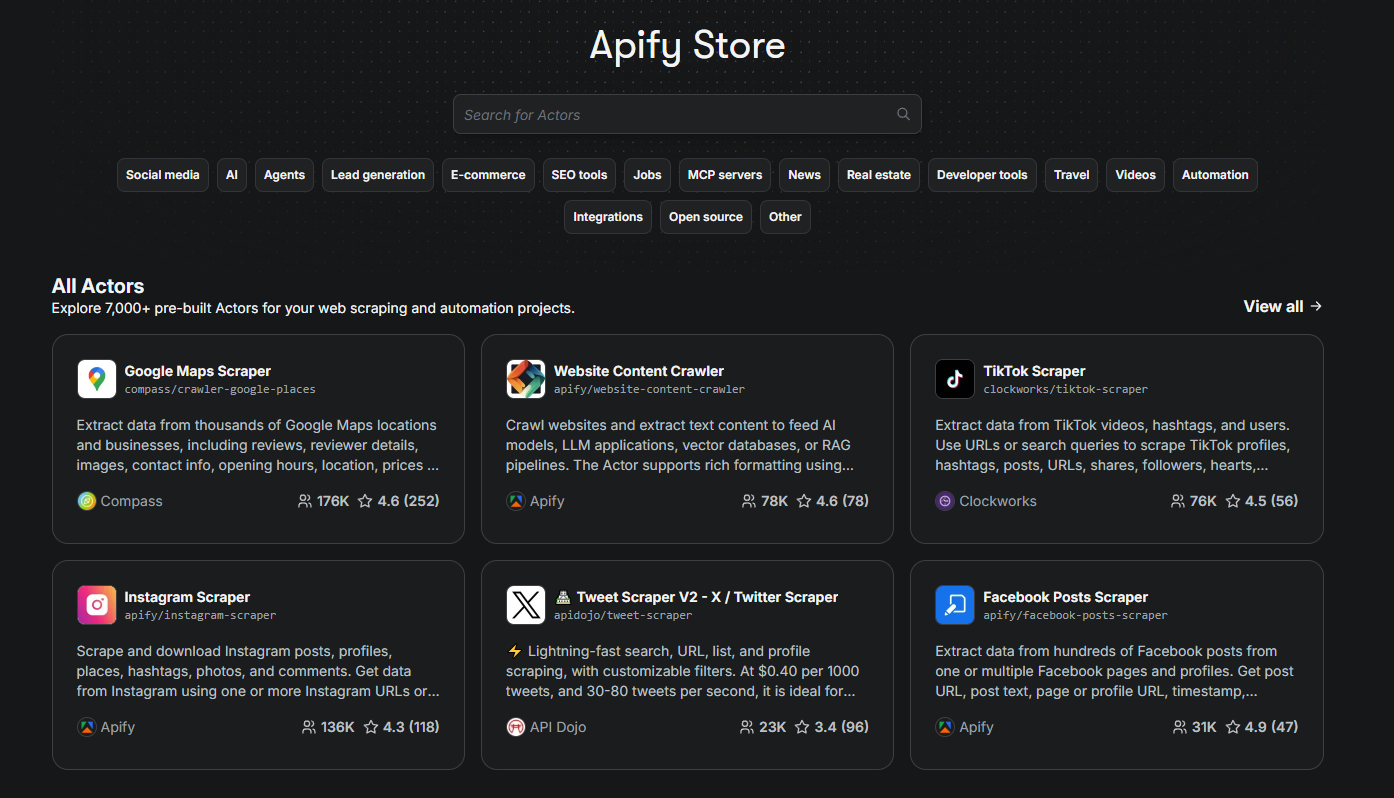 Apify Store
Search for Actors
Social media
AI
Agents
Lead generation
E-commerce
SEO tools
Jobs
MCP servers
News
Real estate
Developer tools
Travel
Videos
Automation
Integrations
Open source
Other
All Actors
Explore 7,000+ pre-built Actors for your web scraping and automation projects.
View all →
Google Maps Scraper
compass/crawler-google-places
Extract data from thousands of Google Maps locations
and businesses, including reviews, reviewer details,
images, contact info, opening hours, location, prices ...
Compass 176K 4.6 (252)
Website Content Crawler
apify/website-content-crawler
Crawl websites and extract text content to feed AI
models, LLM applications, vector databases, or RAG
pipelines. The Actor supports rich formatting using...
Apify 78K 4.6 (78)
TikTok Scraper
clockworks/tiktok-scraper
Extract data from TikTok videos, hashtags, and users.
Use URLs or search queries to scrape TikTok profiles,
hashtags, posts, URLs, shares, followers, hearts,...
Clockworks 76K 4.5 (56)
Instagram Scraper
apify/instagram-scraper
Scrape and download Instagram posts, profiles,
places, hashtags, photos, and comments. Get data
from Instagram using one or more Instagram URLs or...
Apify 136K 4.3 (118)
Tweet Scraper V2 - X / Twitter Scraper
apidojo/tweet-scraper
⚡ Lightning-fast search, URL, list, and profile
scraping, with customizable filters. At $0.40 per 1000
tweets, and 30-80 tweets per second, it is ideal for...
API Dojo 23K 3.4 (96)
Facebook Posts Scraper
apify/facebook-posts-scraper
Extract data from hundreds of Facebook posts from
one or multiple Facebook pages and profiles. Get post
URL, post text, page or profile URL, timestamp,...
Apify 31K 4.9 (47)